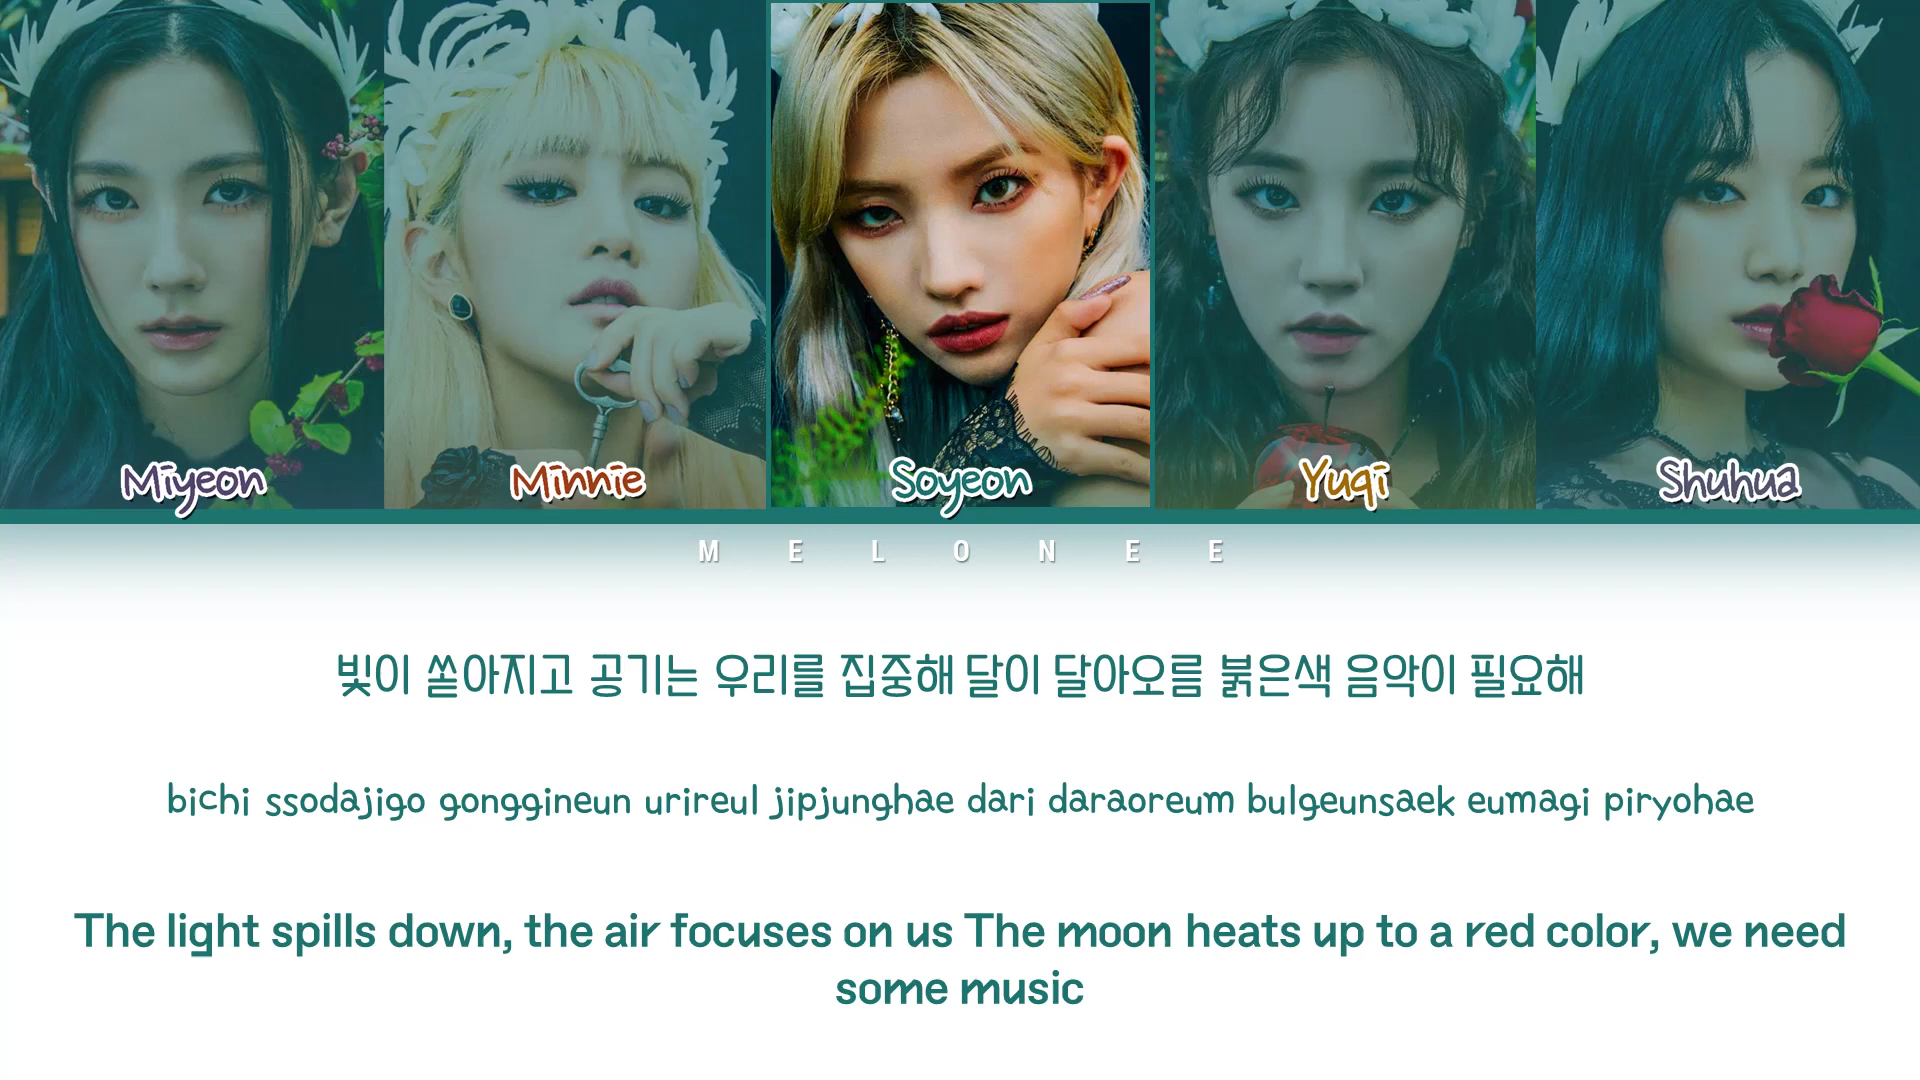 Miyeon Minnie Soyeon Yuqi Shuhua
MELONEE
빛이 쏟아지고 공기는 우리를 집중해 달이 달아오름 붉은색 음악이 필요해
bichi ssodajigo gonggineun urireul jipjunghae dari daraoreum bulgeunsaek eumagi piryohae
The light spills down, the air focuses on us The moon heats up to a red color, we need
some music